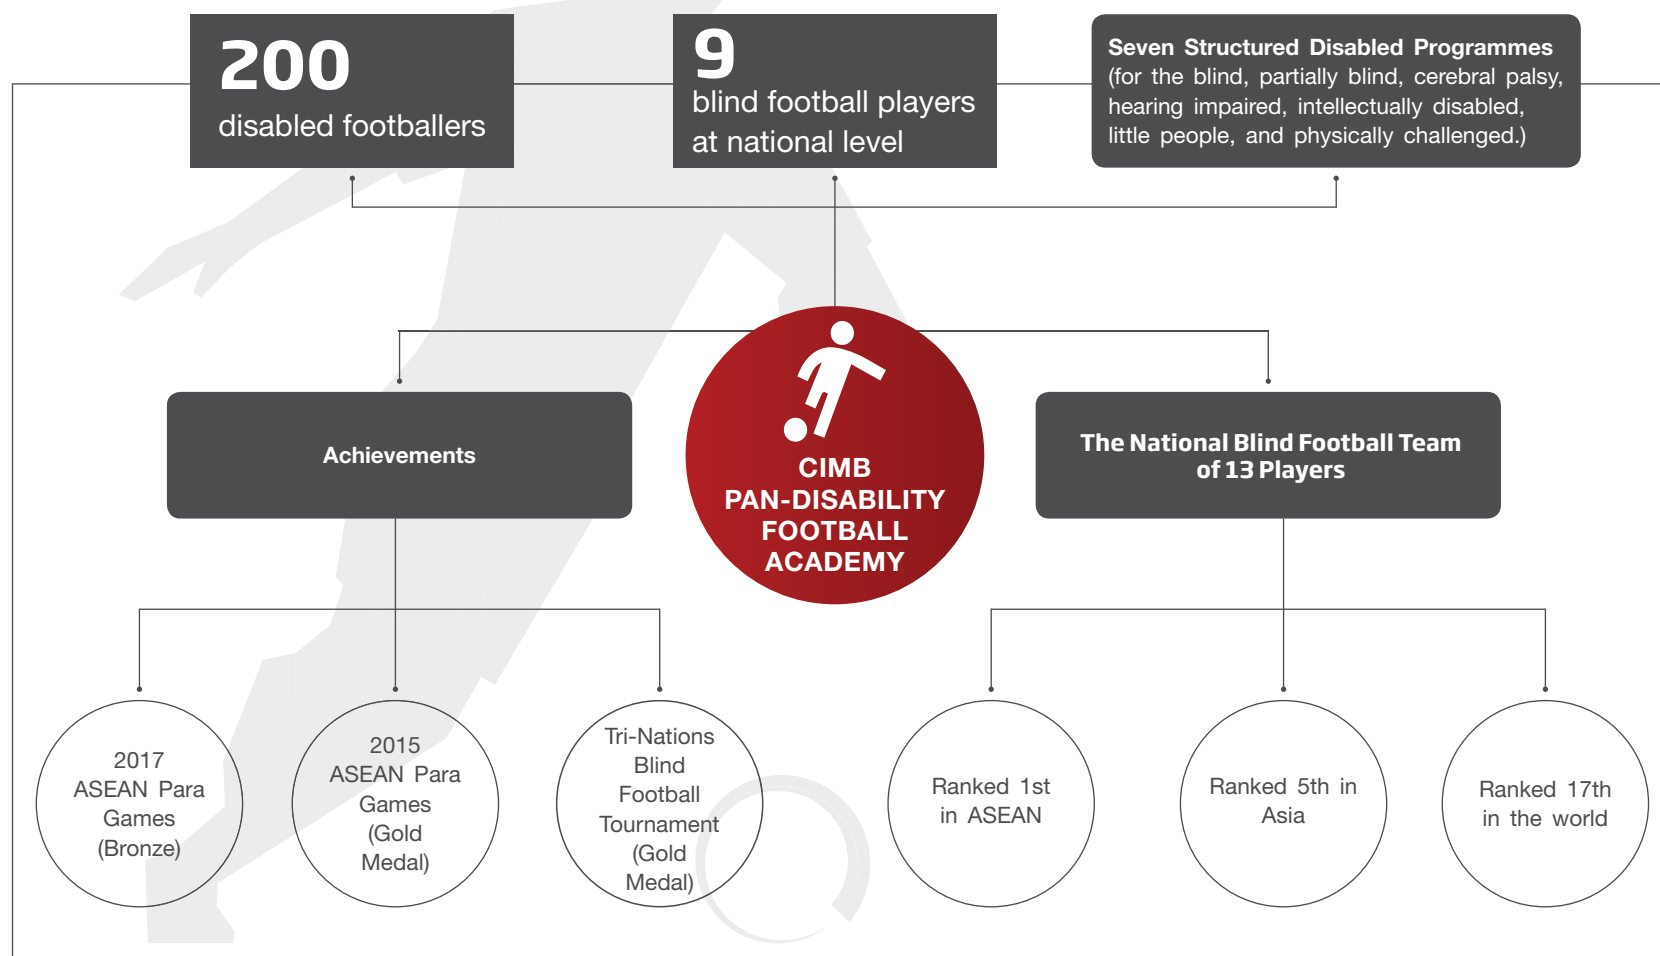 200
disabled footballers
9
blind football players
at national level
Seven Structured Disabled Programmes
(for the blind, partially blind, cerebral palsy,
hearing impaired, intellectually disabled,
little people, and physically challenged.)
CIMB
PAN-DISABILITY
FOOTBALL
ACADEMY
Achievements
2017
ASEAN Para
Games
(Bronze)
2015
ASEAN Para
Games
(Gold
Medal)
Tri-Nations
Blind
Football
Tournament
(Gold
Medal)
The National Blind Football Team
of 13 Players
Ranked 1st
in ASEAN
Ranked 5th in
Asia
Ranked 17th
in the world